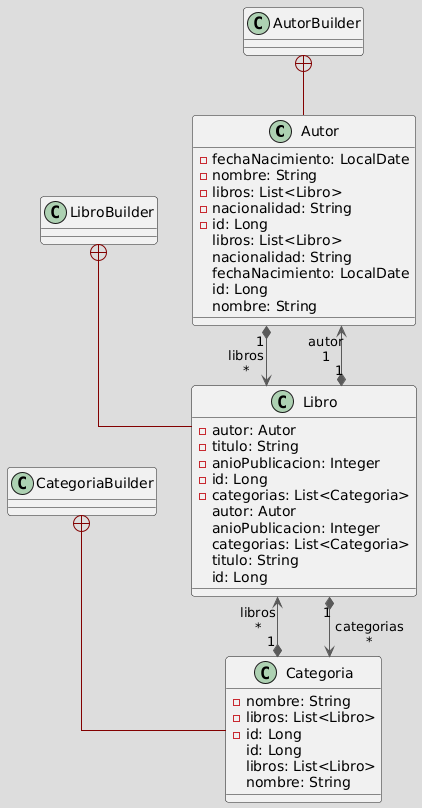 C AutorBuilder
C Autor
fechaNacimiento: LocalDate
nombre: String
libros: List<Libro>
nacionalidad: String
id: Long
libros: List<Libro>
nacionalidad: String
fechaNacimiento: LocalDate
id: Long
nombre: String
C LibroBuilder
1
libros
*
autor
1
1
C Libro
autor: Autor
titulo: String
anioPublicacion: Integer
id: Long
categorias: List<Categoria>
autor: Autor
anioPublicacion: Integer
categorias: List<Categoria>
titulo: String
id: Long
C CategoriaBuilder
libros
*
1
1
categorias
*
C Categoria
nombre: String
libros: List<Libro>
id: Long
id: Long
libros: List<Libro>
nombre: String